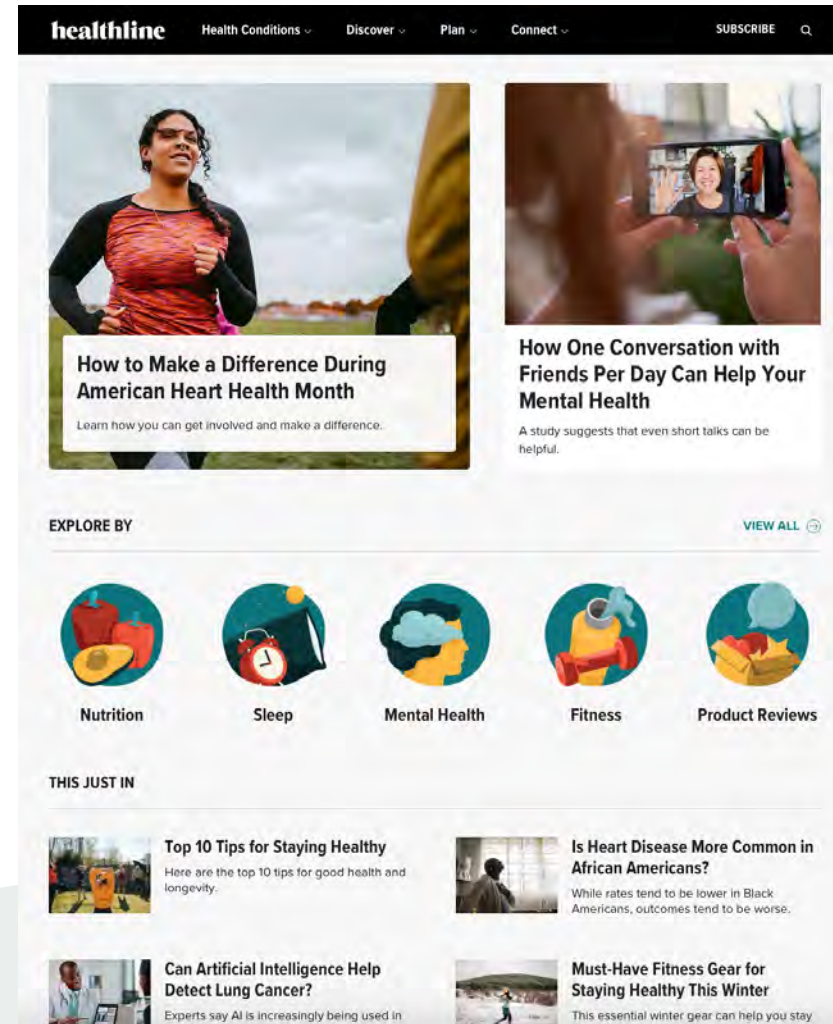 healthline
Health Conditions
Discover
Plan
Connect
SUBSCRIBE
How to Make a Difference During
American Heart Health Month
Learn how you can get involved and make a difference.
How One Conversation with
Friends Per Day Can Help Your
Mental Health
A study suggests that even short talks can be
helpful.
EXPLORE BY
VIEW ALL
Nutrition
Sleep
Mental Health
Fitness
Product Reviews
THIS JUST IN
Top 10 Tips for Staying Healthy
Here are the top 10 tips for good health and
longevity.
Is Heart Disease More Common in
African Americans?
While rates tend to be lower in Black
Americans, outcomes tend to be worse.
Can Artificial Intelligence Help
Detect Lung Cancer?
Experts say AI is increasingly being used in
Must-Have Fitness Gear for
Staying Healthy This Winter
This essential winter gear can help you stay